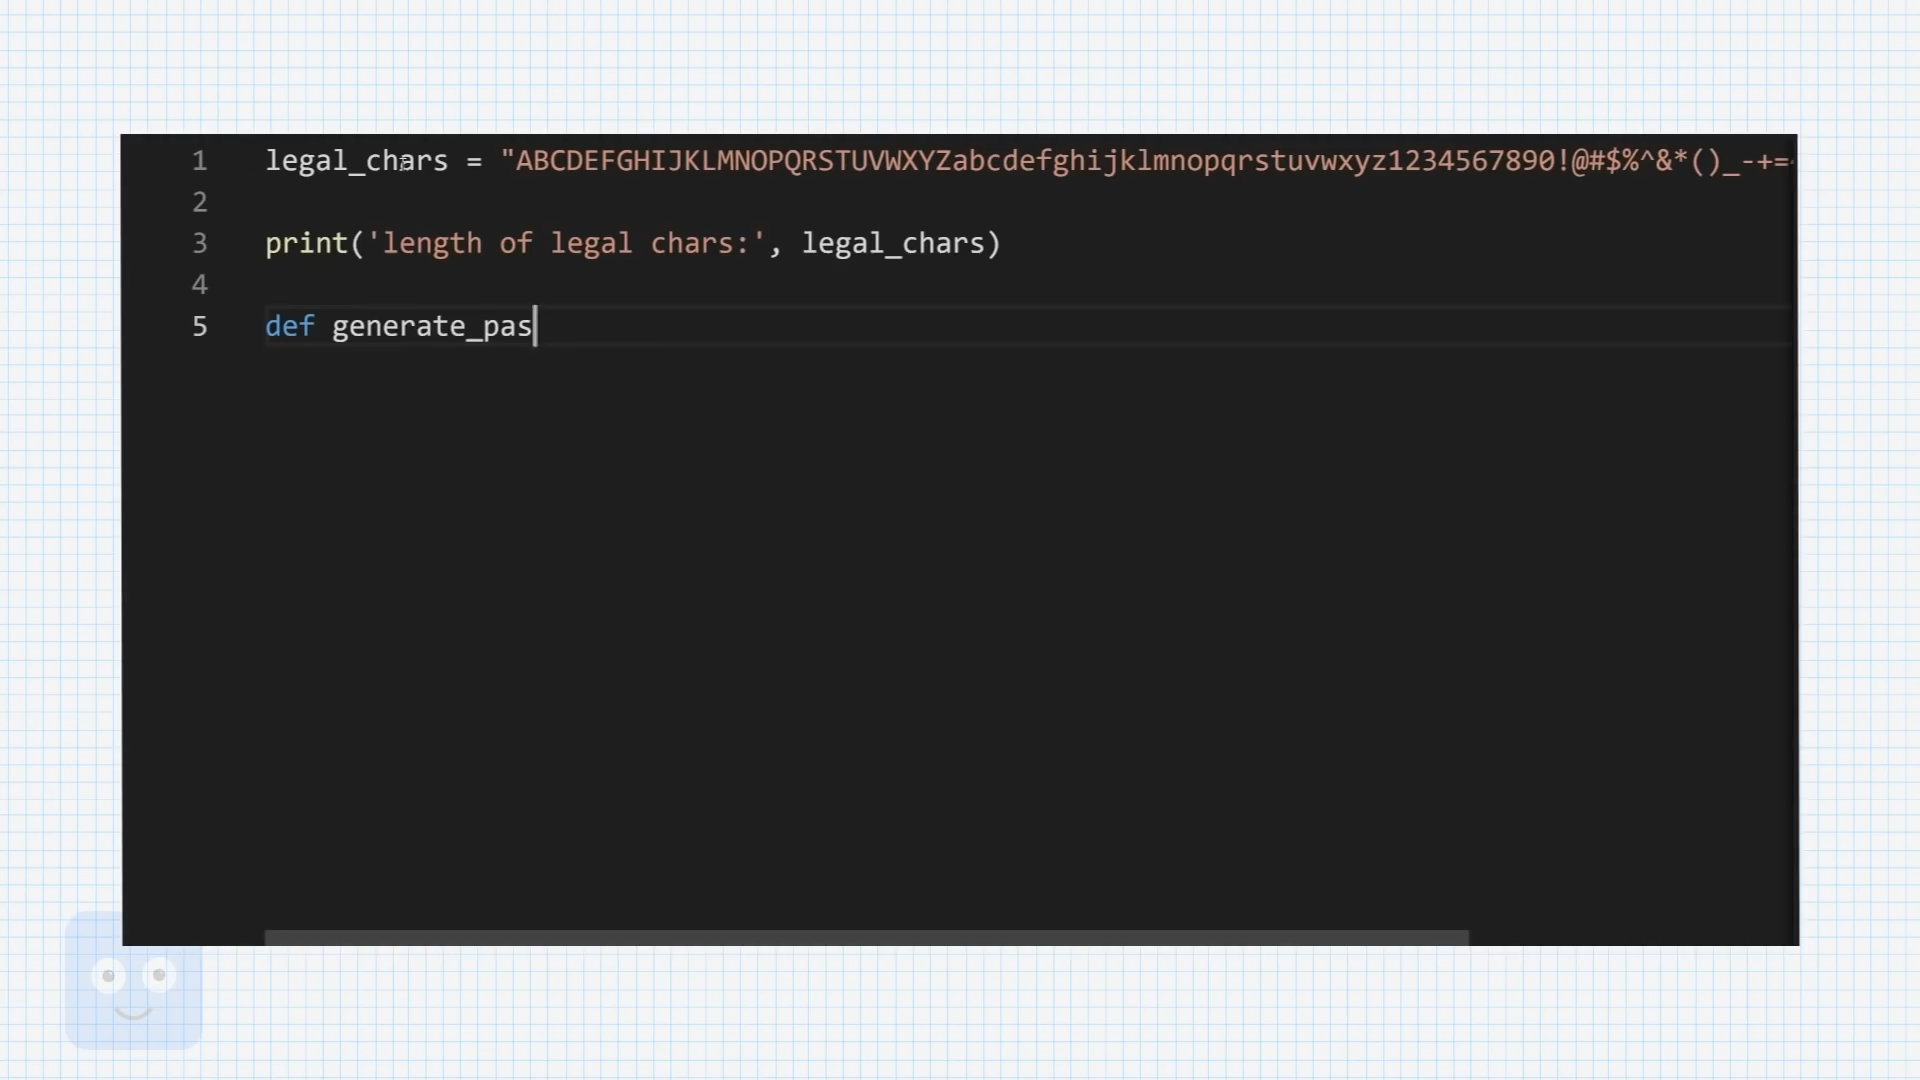 1 legal_chars = "ABCDEFGHIJKLMNOPQRSTUVWXYZabcdefghijklmnopqrstuvwxyz1234567890!@#$%^&*()_-+=
2
3 print('length of legal chars:', legal_chars)
4
5 def generate_pas